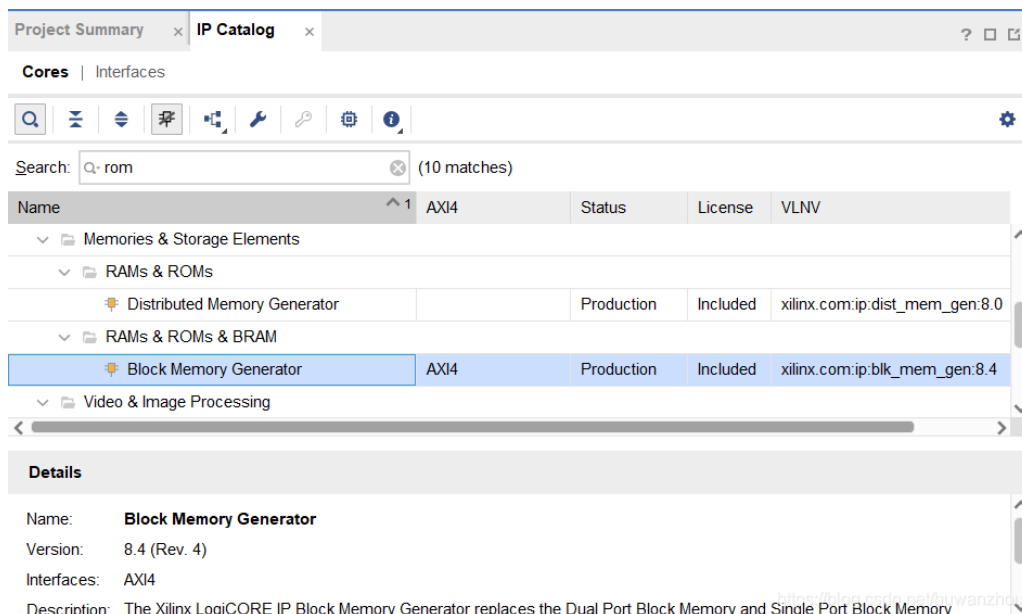 Project Summary × IP Catalog ×
Cores | Interfaces
Search: rom (10 matches)
Name 1 AXI4 Status License VLNV
Memories & Storage Elements
RAMs & ROMs
Distributed Memory Generator Production Included xilinx.com:ip:dist_mem_gen:8.0
RAMs & ROMs & BRAM
Block Memory Generator AXI4 Production Included xilinx.com:ip:blk_mem_gen:8.4
Video & Image Processing
Details
Name: Block Memory Generator
Version: 8.4 (Rev. 4)
Interfaces: AXI4
Description: The Xilinx LogiCORE IP Block Memory Generator replaces the Dual Port Block Memory and Single Port Block Memory